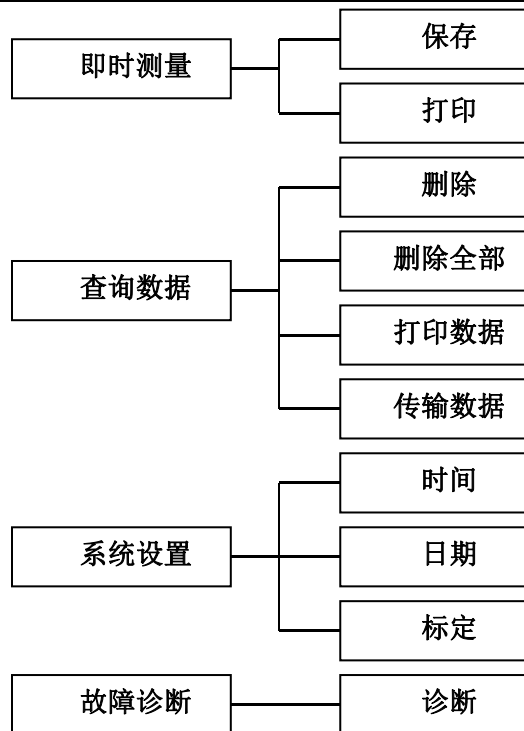 即时测量
保存
打印
查询数据
删除
删除全部
打印数据
传输数据
系统设置
时间
日期
标定
故障诊断
诊断